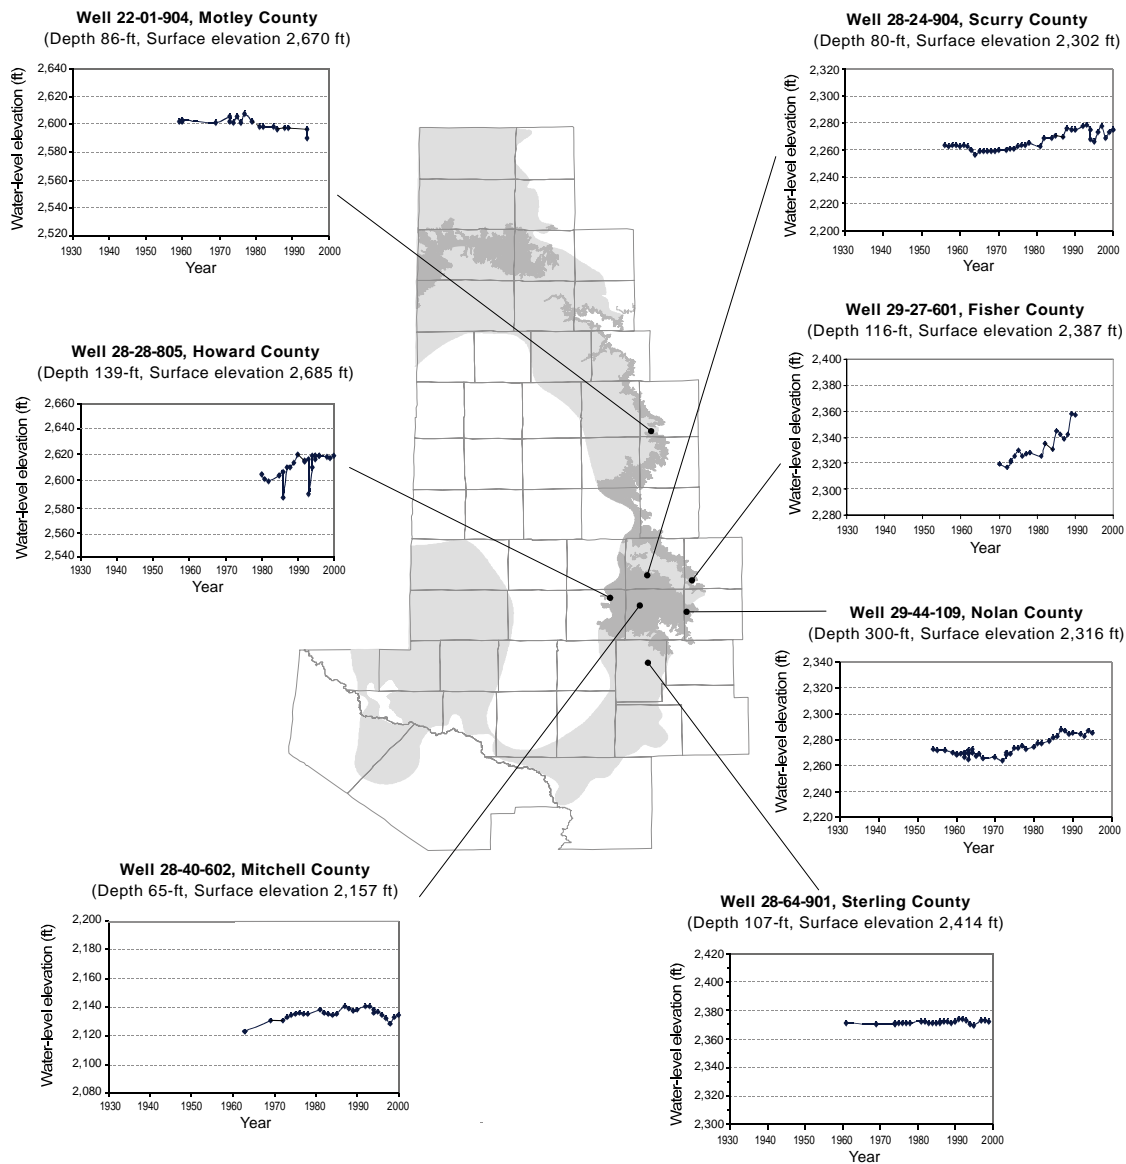 Well 22-01-904, Motley County
(Depth 86-ft, Surface elevation 2,670 ft)
Water-level elevation (ft)
2,640
2,620
2,600
2,580
2,560
2,540
2,520
1930 1940 1950 1960 1970 1980 1990 2000
Year
Well 28-24-904, Scurry County
(Depth 80-ft, Surface elevation 2,302 ft)
Water-level elevation (ft)
2,320
2,300
2,280
2,260
2,240
2,220
2,200
1930 1940 1950 1960 1970 1980 1990 2000
Year
Well 28-28-805, Howard County
(Depth 139-ft, Surface elevation 2,685 ft)
Water-level elevation (ft)
2,660
2,640
2,620
2,600
2,580
2,560
2,540
1930 1940 1950 1960 1970 1980 1990 2000
Year
Well 29-27-601, Fisher County
(Depth 116-ft, Surface elevation 2,387 ft)
Water-level elevation (ft)
2,400
2,380
2,360
2,340
2,320
2,300
2,280
1930 1940 1950 1960 1970 1980 1990 2000
Year
Well 29-44-109, Nolan County
(Depth 300-ft, Surface elevation 2,316 ft)
Water-level elevation (ft)
2,340
2,320
2,300
2,280
2,260
2,240
2,220
1930 1940 1950 1960 1970 1980 1990 2000
Year
Well 28-40-602, Mitchell County
(Depth 65-ft, Surface elevation 2,157 ft)
Water-level elevation (ft)
2,200
2,180
2,160
2,140
2,120
2,100
2,080
1930 1940 1950 1960 1970 1980 1990 2000
Year
Well 28-64-901, Sterling County
(Depth 107-ft, Surface elevation 2,414 ft)
Water-level elevation (ft)
2,420
2,400
2,380
2,360
2,340
2,320
2,300
1930 1940 1950 1960 1970 1980 1990 2000
Year